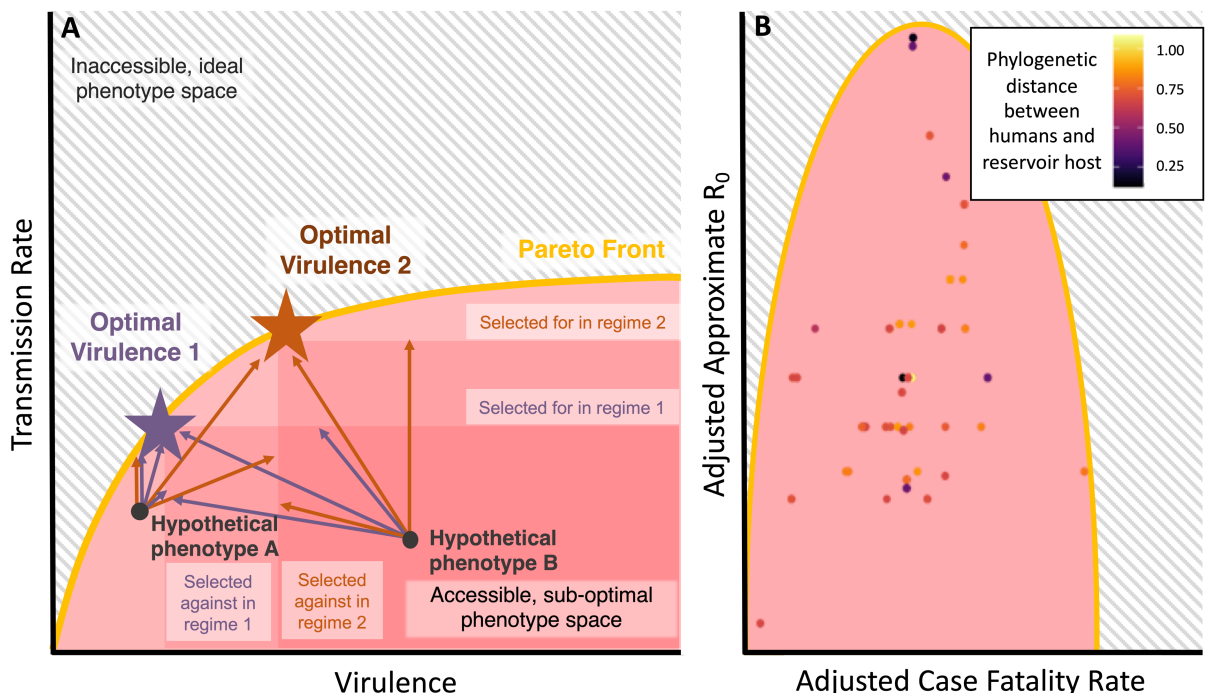 A
Inaccessible, ideal
phenotype space
Optimal
Virulence 2
Pareto Front
Optimal
Virulence 1
Selected for in regime 2
Selected for in regime 1
Hypothetical
phenotype A
Hypothetical
phenotype B
Selected
against in
regime 1
Selected
against in
regime 2
Accessible, sub-optimal
phenotype space
Transmission Rate
Virulence
B
Phylogenetic
distance
between
humans and
reservoir host
1.00
0.75
0.50
0.25
Adjusted Approximate R0
Adjusted Case Fatality Rate